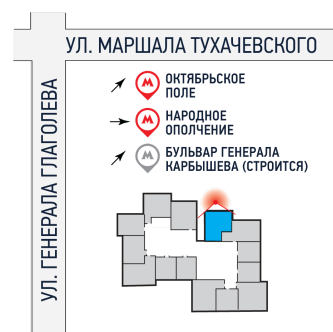 УЛ. МАРШАЛА ТУХАЧЕВСКОГО
УЛ. ГЕНЕРАЛА ГЛАГОЛЕВА
М ОКТЯБРЬСКОЕ
ПОЛЕ
М НАРОДНОЕ
ОПОЛЧЕНИЕ
М БУЛЬВАР ГЕНЕРАЛА
КАРБЫШЕВА (СТРОИТСЯ)